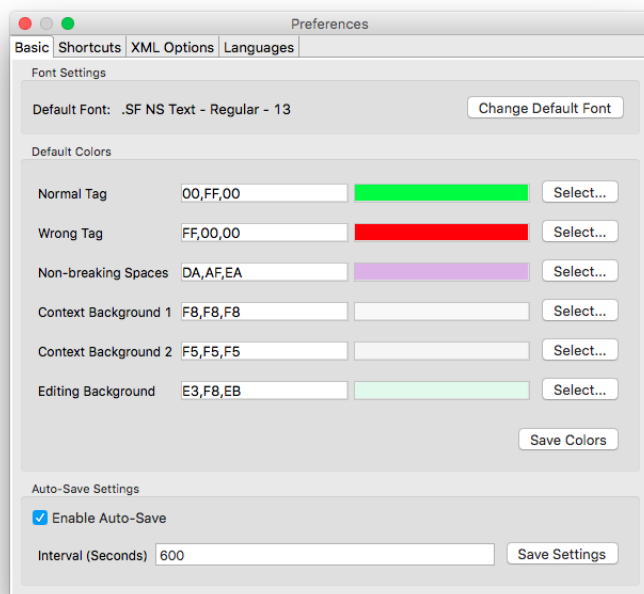 Preferences
Basic Shortcuts XML Options Languages
Font Settings
Default Font: .SF NS Text - Regular - 13 Change Default Font
Default Colors
Normal Tag 00,FF,00 Select...
Wrong Tag FF,00,00 Select...
Non-breaking Spaces DA,AF,EA Select...
Context Background 1 F8,F8,F8 Select...
Context Background 2 F5,F5,F5 Select...
Editing Background E3,F8,EB Select...
Save Colors
Auto-Save Settings
Enable Auto-Save
Interval (Seconds) 600 Save Settings